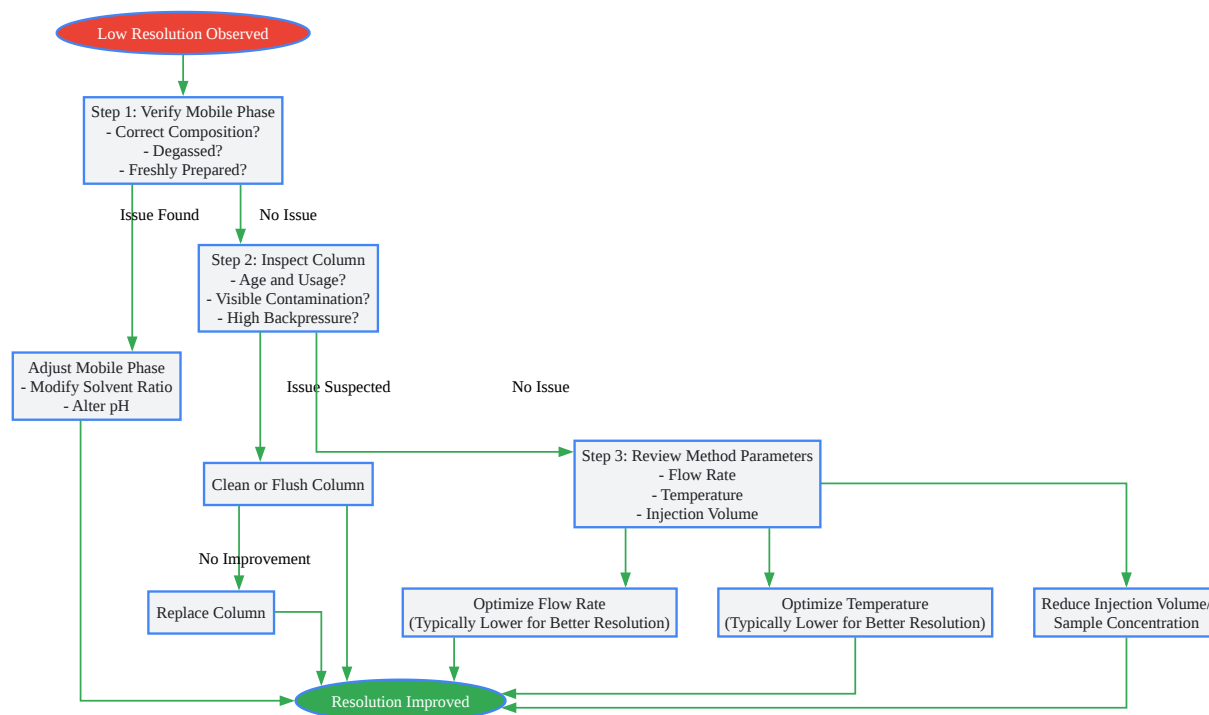 Low Resolution Observed
Step 1: Verify Mobile Phase
- Correct Composition?
- Degassed?
- Freshly Prepared?
Issue Found
No Issue
Step 2: Inspect Column
- Age and Usage?
- Visible Contamination?
- High Backpressure?
Adjust Mobile Phase
- Modify Solvent Ratio
- Alter pH
Issue Suspected
No Issue
Step 3: Review Method Parameters
- Flow Rate
- Temperature
- Injection Volume
Clean or Flush Column
No Improvement
Replace Column
Optimize Flow Rate
(Typically Lower for Better Resolution)
Optimize Temperature
(Typically Lower for Better Resolution)
Reduce Injection Volume/
Sample Concentration
Resolution Improved